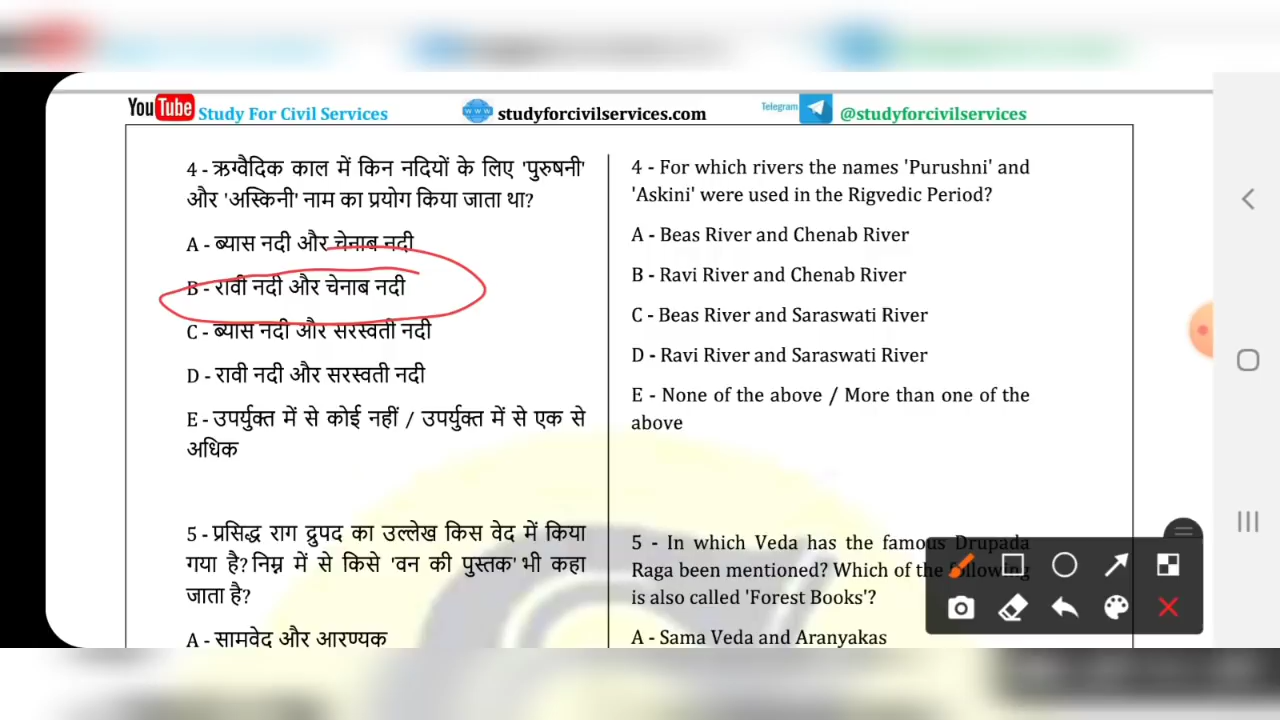 YouTube Study For Civil Services
www studyforcivilservices.com
Telegram @studyforcivilservices
4 - ऋग्वैदिक काल में किन नदियों के लिए 'पुरुषनी'
और 'अस्किनी' नाम का प्रयोग किया जाता था?
A - ब्यास नदी और चेनाब नदी
B - रावी नदी और चेनाब नदी
C - ब्यास नदी और सरस्वती नदी
D - रावी नदी और सरस्वती नदी
E - उपर्युक्त में से कोई नहीं / उपर्युक्त में से एक से
अधिक
5 - प्रसिद्ध राग द्रुपद का उल्लेख किस वेद में किया
गया है? निम्न में से किसे 'वन की पुस्तक' भी कहा
जाता है?
A - सामवेद और आरण्यक
4 - For which rivers the names 'Purushni' and
'Askini' were used in the Rigvedic Period?
A - Beas River and Chenab River
B - Ravi River and Chenab River
C - Beas River and Saraswati River
D - Ravi River and Saraswati River
E - None of the above / More than one of the
above
5 - In which Veda has the famous Drupada
Raga been mentioned? Which of the following
is also called 'Forest Books'?
A - Sama Veda and Aranyakas